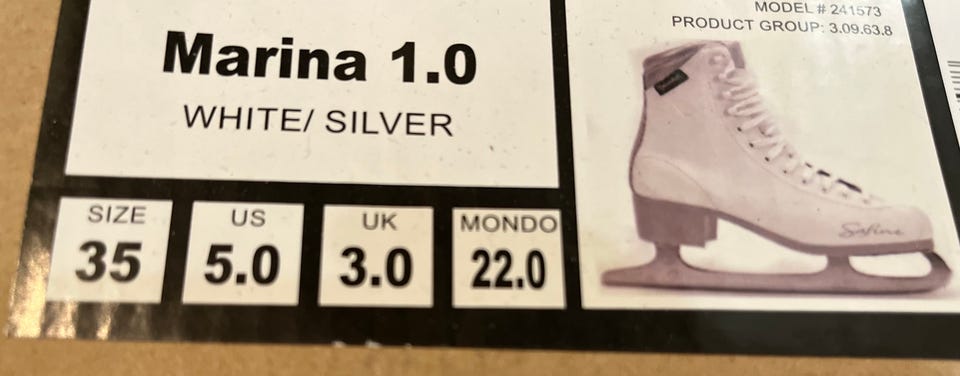 MODEL # 241573
PRODUCT GROUP: 3.09.63.8
Marina 1.0
WHITE/ SILVER
SIZE
35
US
5.0
UK
3.0
MONDO
22.0